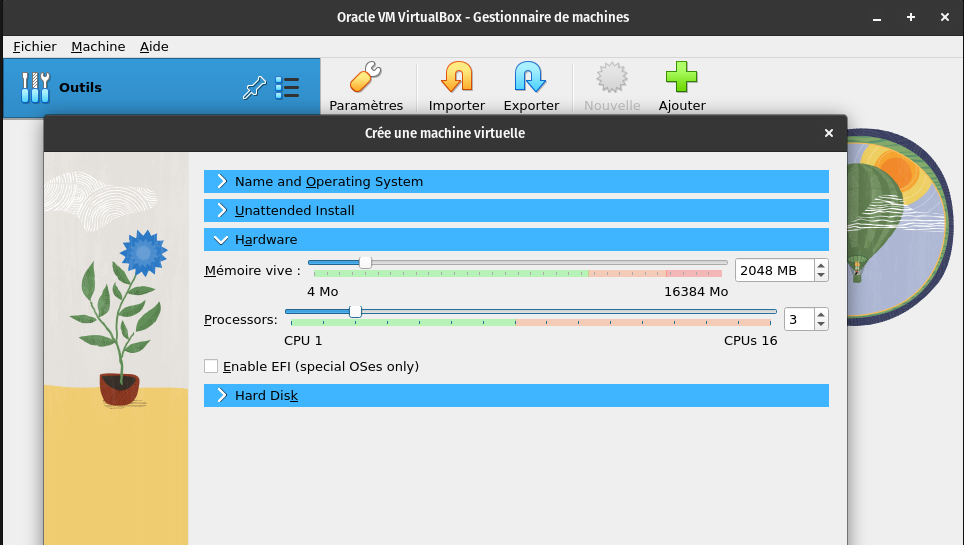 Oracle VM VirtualBox - Gestionnaire de machines
Fichier Machine Aide
Outils
Paramètres Importer Exporter Nouvelle Ajouter
Crée une machine virtuelle
Name and Operating System
Unattended Install
Hardware
Mémoire vive : 2048 MB
4 Mo 16384 Mo
Processors: 3
CPU 1 CPUs 16
Enable EFI (special OSes only)
Hard Disk